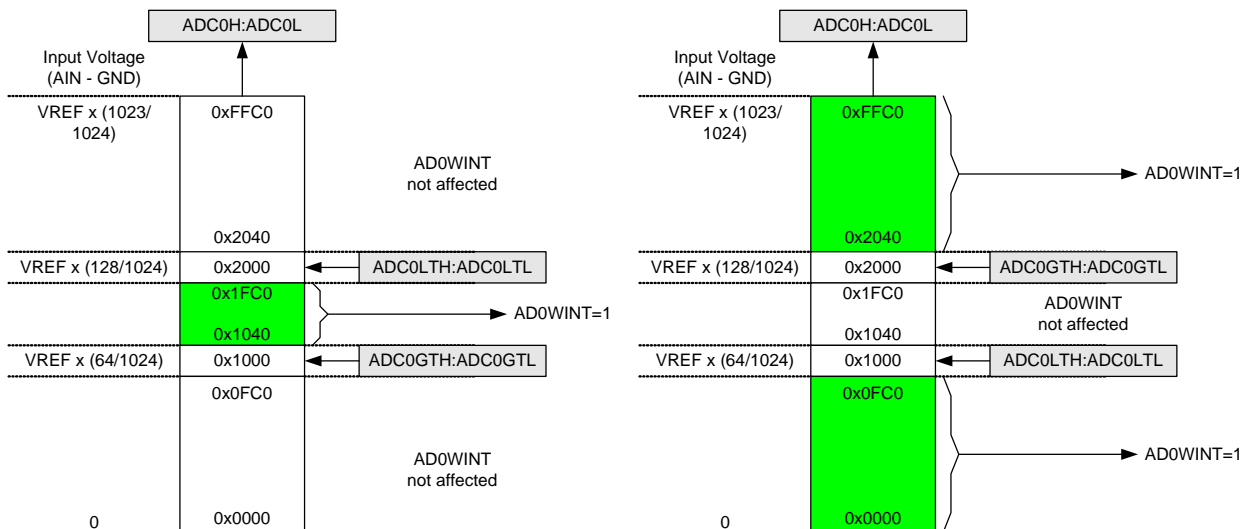 ADC0H:ADC0L
Input Voltage
(AIN - GND)
VREF x (1023/
1024)
0xFFC0
AD0WINT
not affected
0x2040
VREF x (128/1024)
0x2000
ADC0LTH:ADC0LTL
0x1FC0
AD0WINT=1
0x1040
VREF x (64/1024)
0x1000
ADC0GTH:ADC0GTL
0x0FC0
AD0WINT
not affected
0
0x0000
ADC0H:ADC0L
Input Voltage
(AIN - GND)
VREF x (1023/
1024)
0xFFC0
AD0WINT=1
0x2040
VREF x (128/1024)
0x2000
ADC0GTH:ADC0GTL
0x1FC0
AD0WINT
not affected
0x1040
VREF x (64/1024)
0x1000
ADC0LTH:ADC0LTL
0x0FC0
AD0WINT=1
0
0x0000